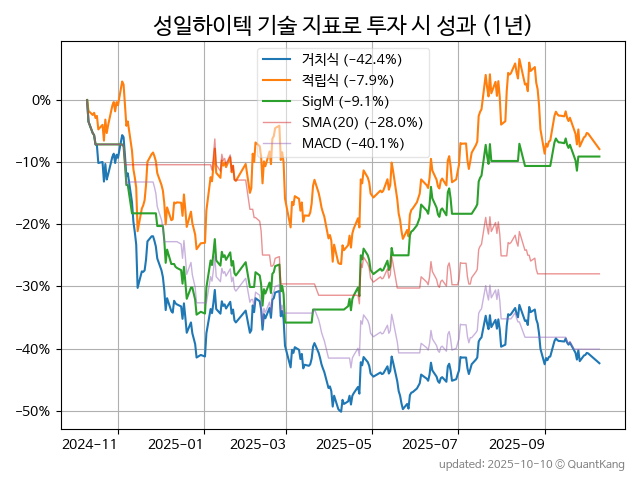 성일하이텍 기술 지표로 투자 시 성과 (1년)
거치식 (−42.4%)
적립식 (−7.9%)
SigM (−9.1%)
SMA(20) (−28.0%)
MACD (−40.1%)
0%
−10%
−20%
−30%
−40%
−50%
2024−11 2025−01 2025−03 2025−05 2025−07 2025−09
updated: 2025-10-10 ⓒ QuantKang